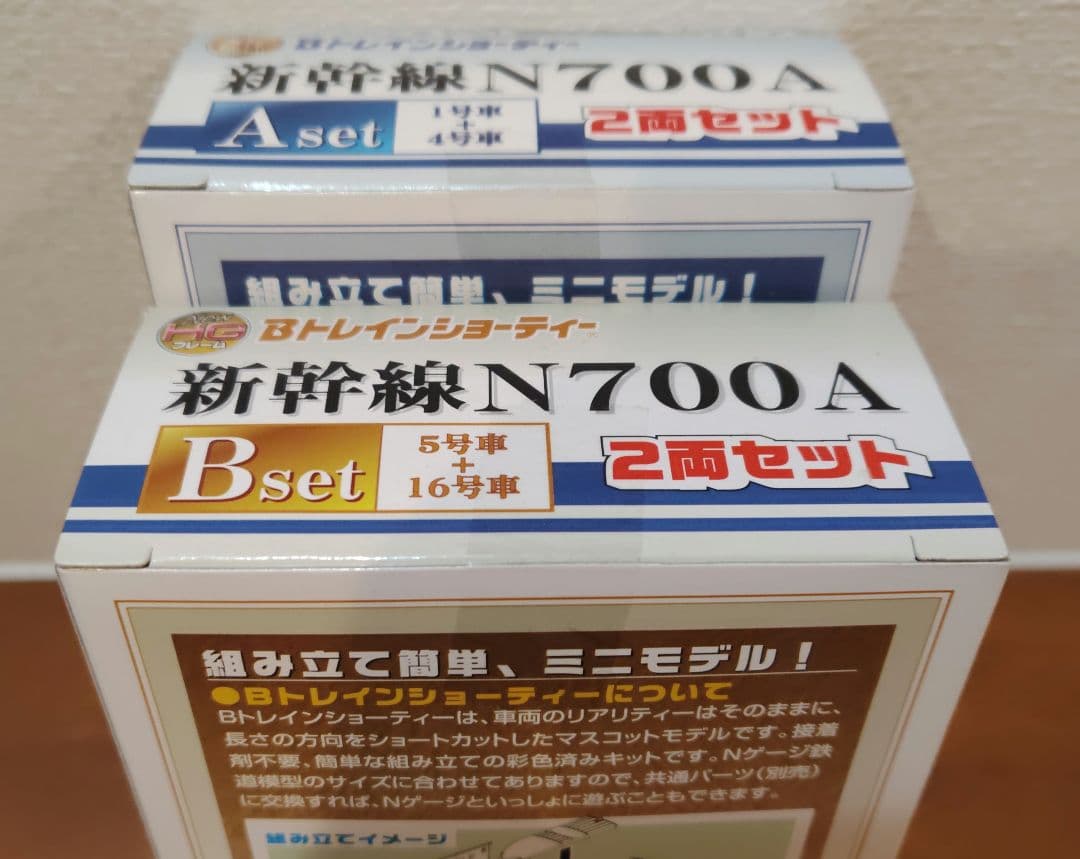 Bトレインショーティー
新幹線N700A
A set
1号車
+
4号車
2両セット
組み立て簡単、ミニモデル!
New
HG
フレーム
Bトレインショーティー
新幹線N700A
B set
5号車
+
16号車
2両セット
組み立て簡単、ミニモデル!
●Bトレインショーティーについて
Bトレインショーティーは、車両のリアリティーはそのままに、
長さの方向をショートカットしたマスコットモデルです。接着
剤不要、簡単な組み立ての彩色済みキットです。Nゲージ鉄
道模型のサイズに合わせてありますので、共通パーツ(別売)
に交換すれば、Nゲージといっしょに遊ぶこともできます。
組み立てイメージ